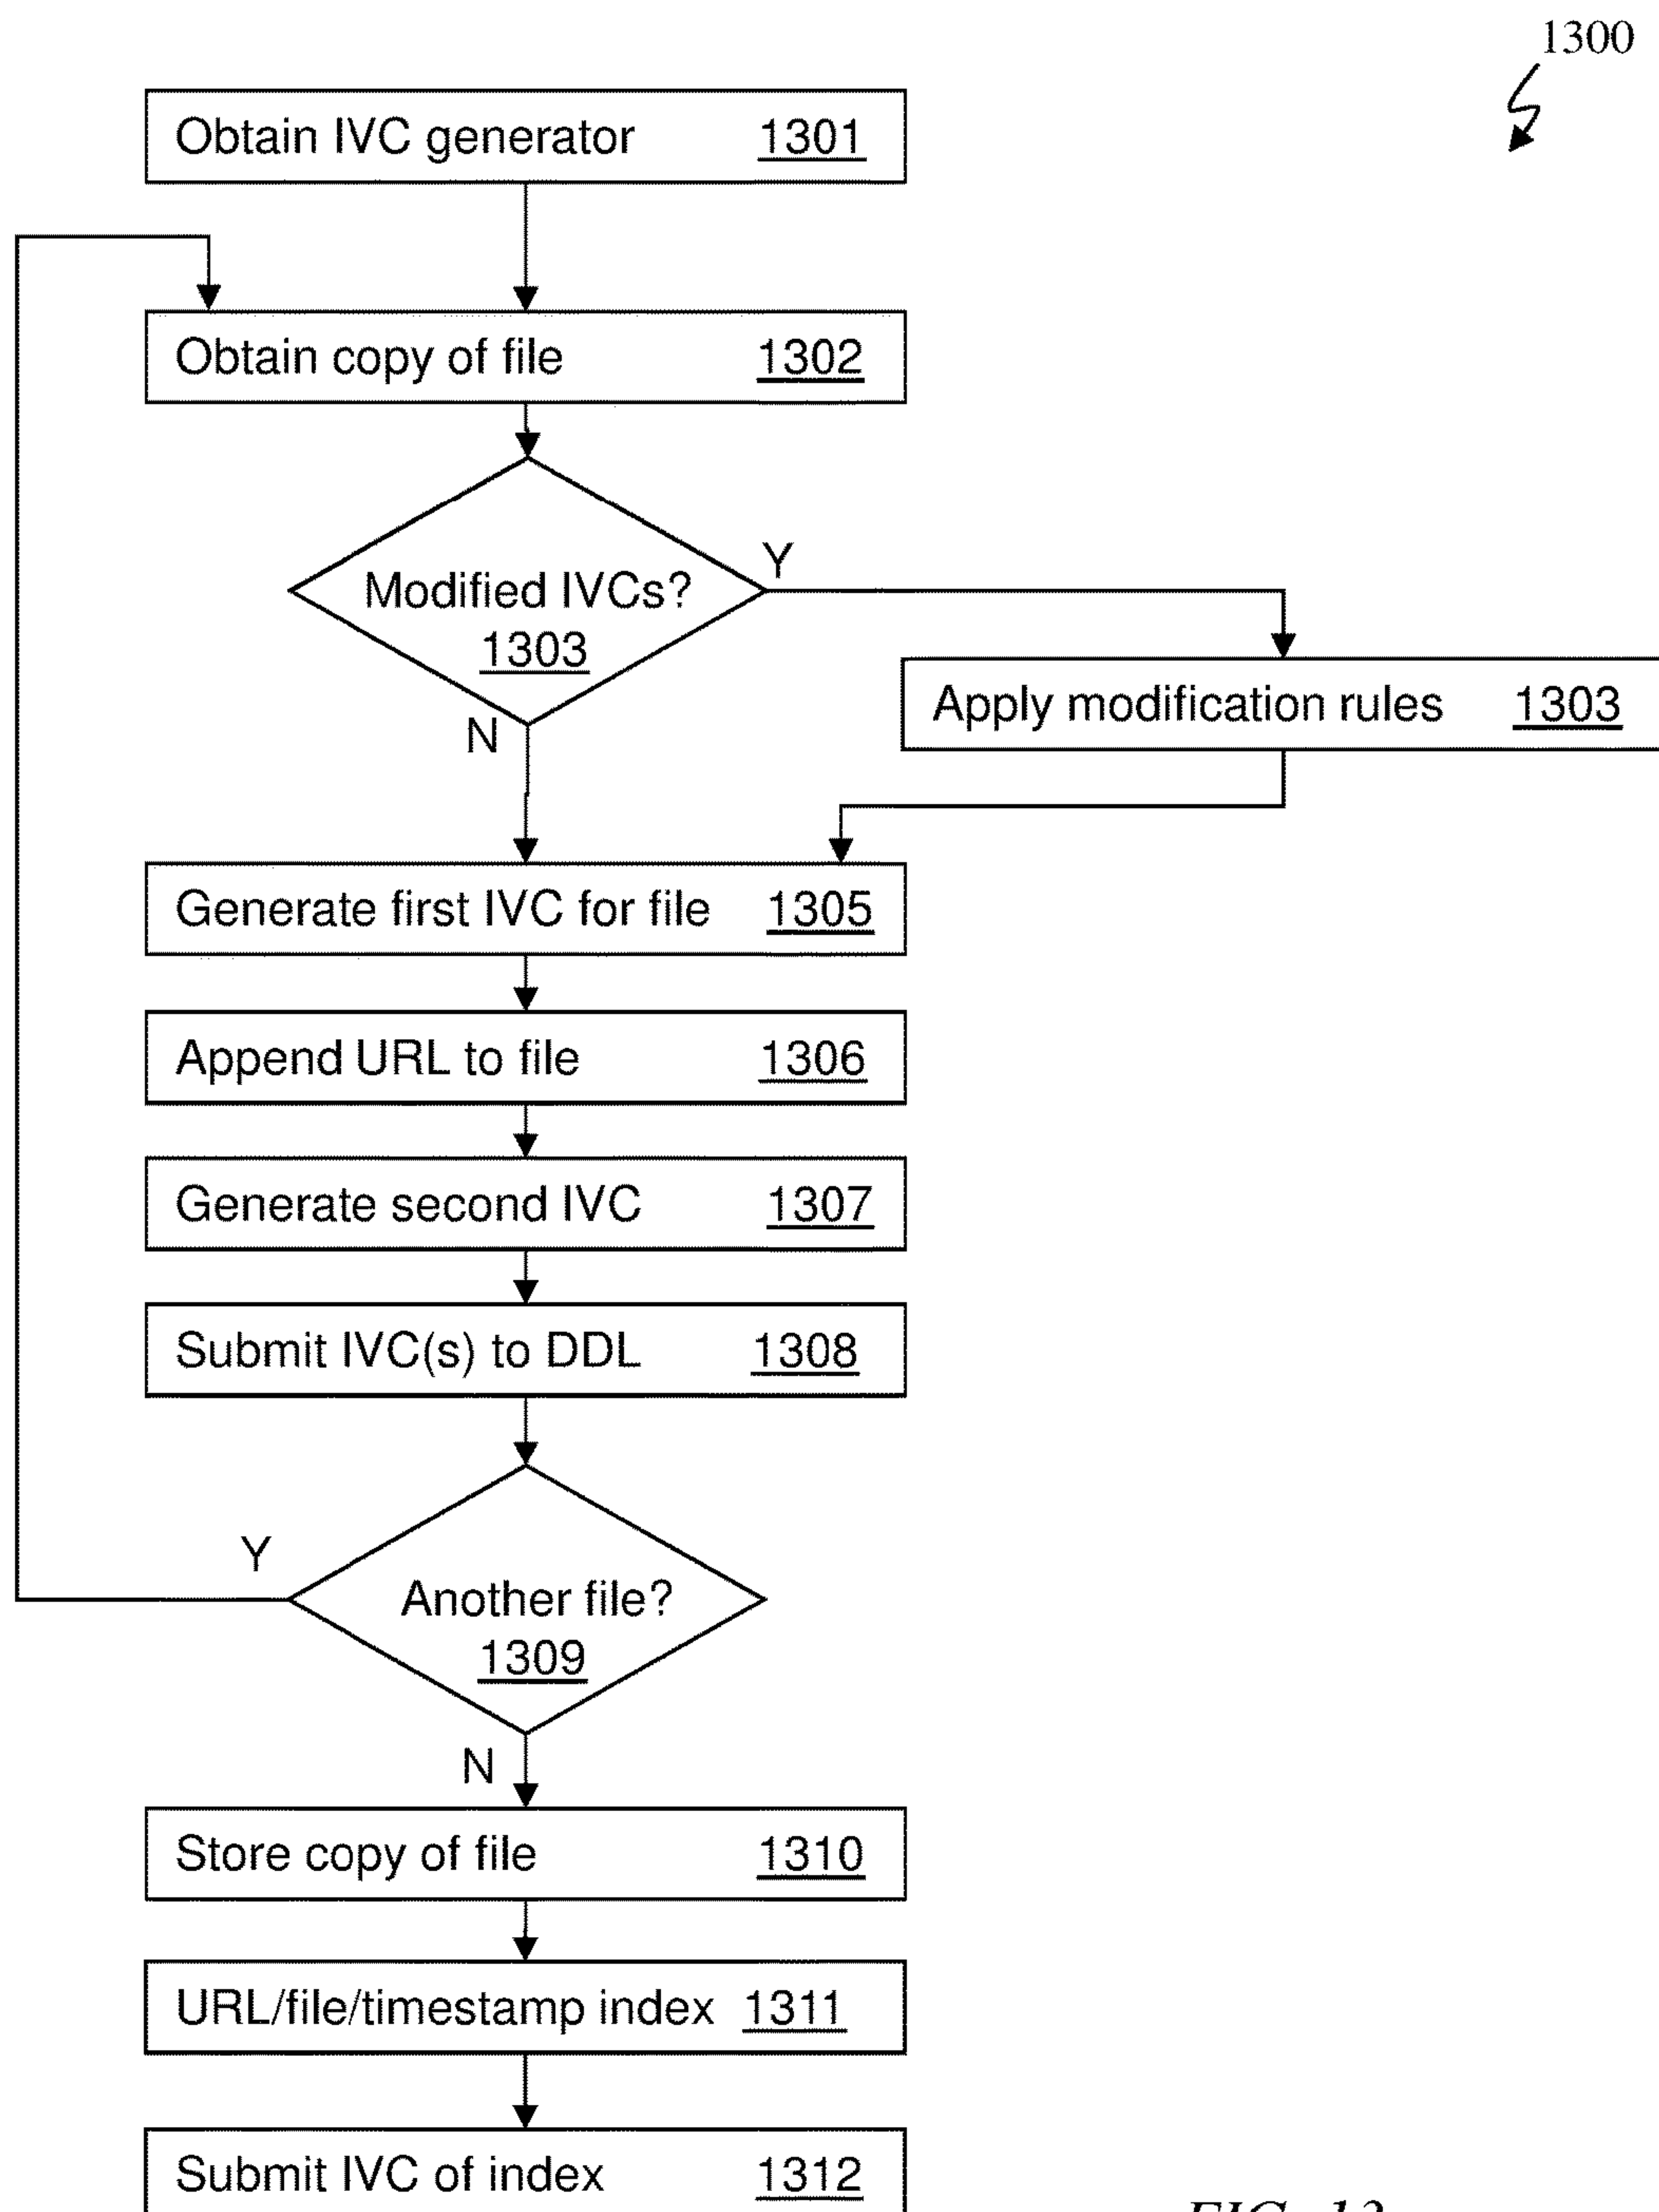 1300
Obtain IVC generator 1301
Obtain copy of file 1302
Y
Modified IVCs?
1303
Apply modification rules 1303
N
Generate first IVC for file 1305
Append URL to file 1306
Generate second IVC 1307
Submit IVC(s) to DDL 1308
Y
Another file?
1309
N
Store copy of file 1310
URL/file/timestamp index 1311
Submit IVC of index 1312
FIG. 13